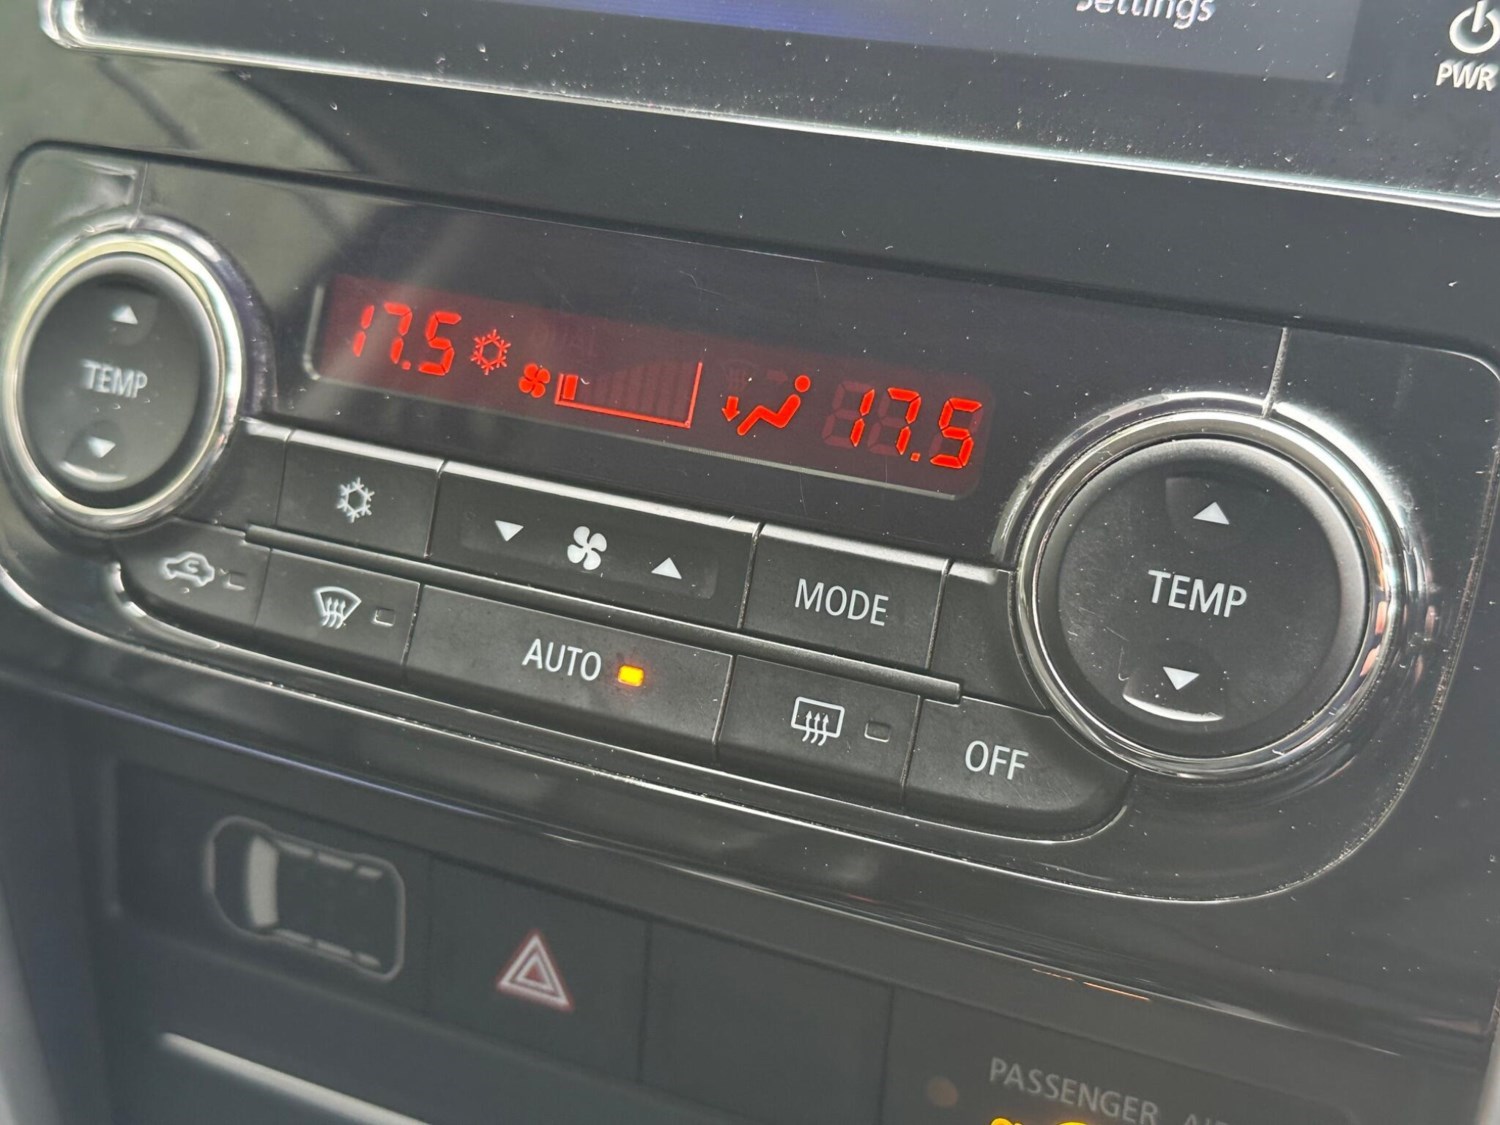 Settings
PWR
17.5
17.5
TEMP
TEMP
MODE
AUTO
OFF
PASSENGER